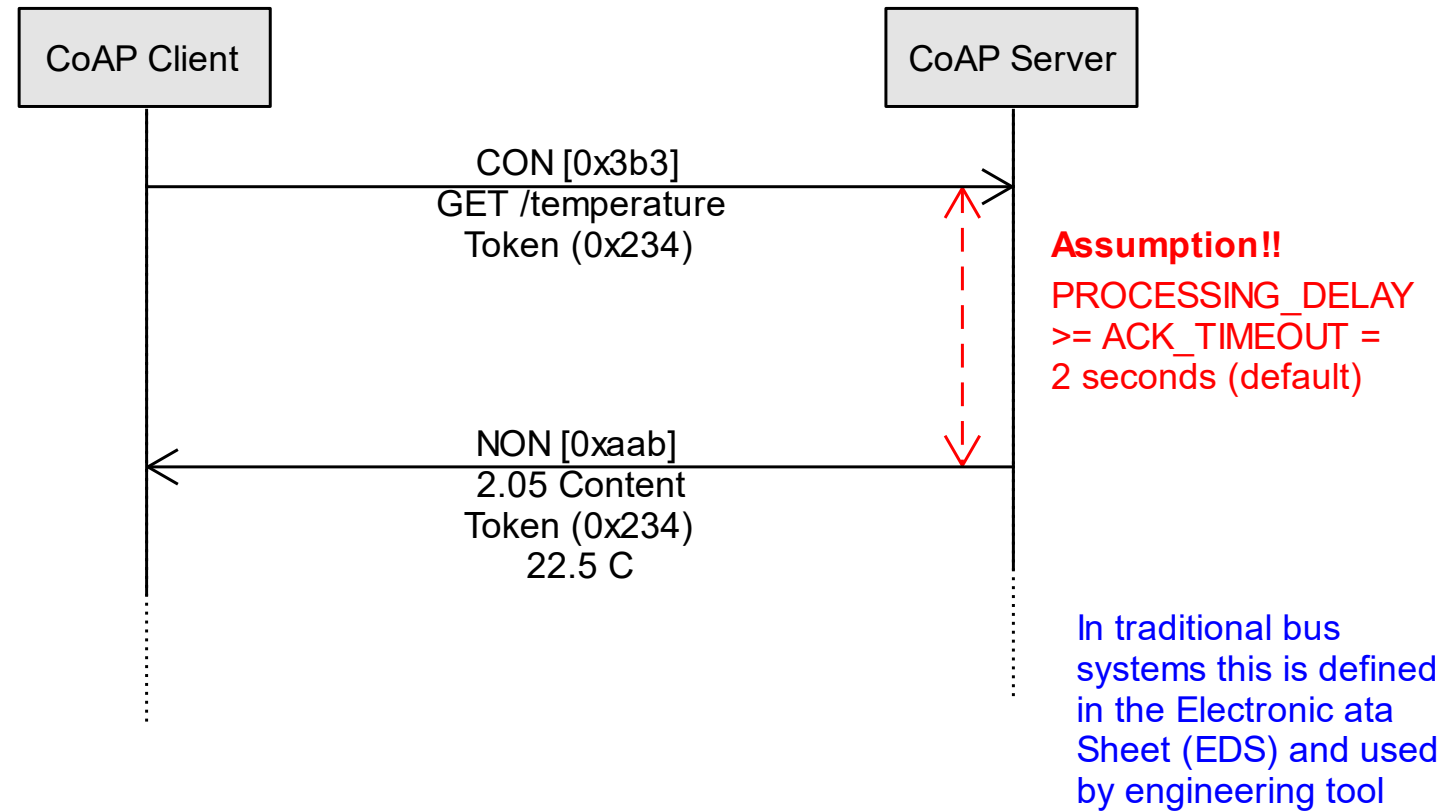 CoAP Client
CoAP Server
CON [0x3b3]
GET /temperature
Token (0x234)
Assumption!!
PROCESSING_DELAY
>= ACK_TIMEOUT =
2 seconds (default)
NON [0xaab]
2.05 Content
Token (0x234)
22.5 C
In traditional bus
systems this is defined
in the Electronic ata
Sheet (EDS) and used
by engineering tool